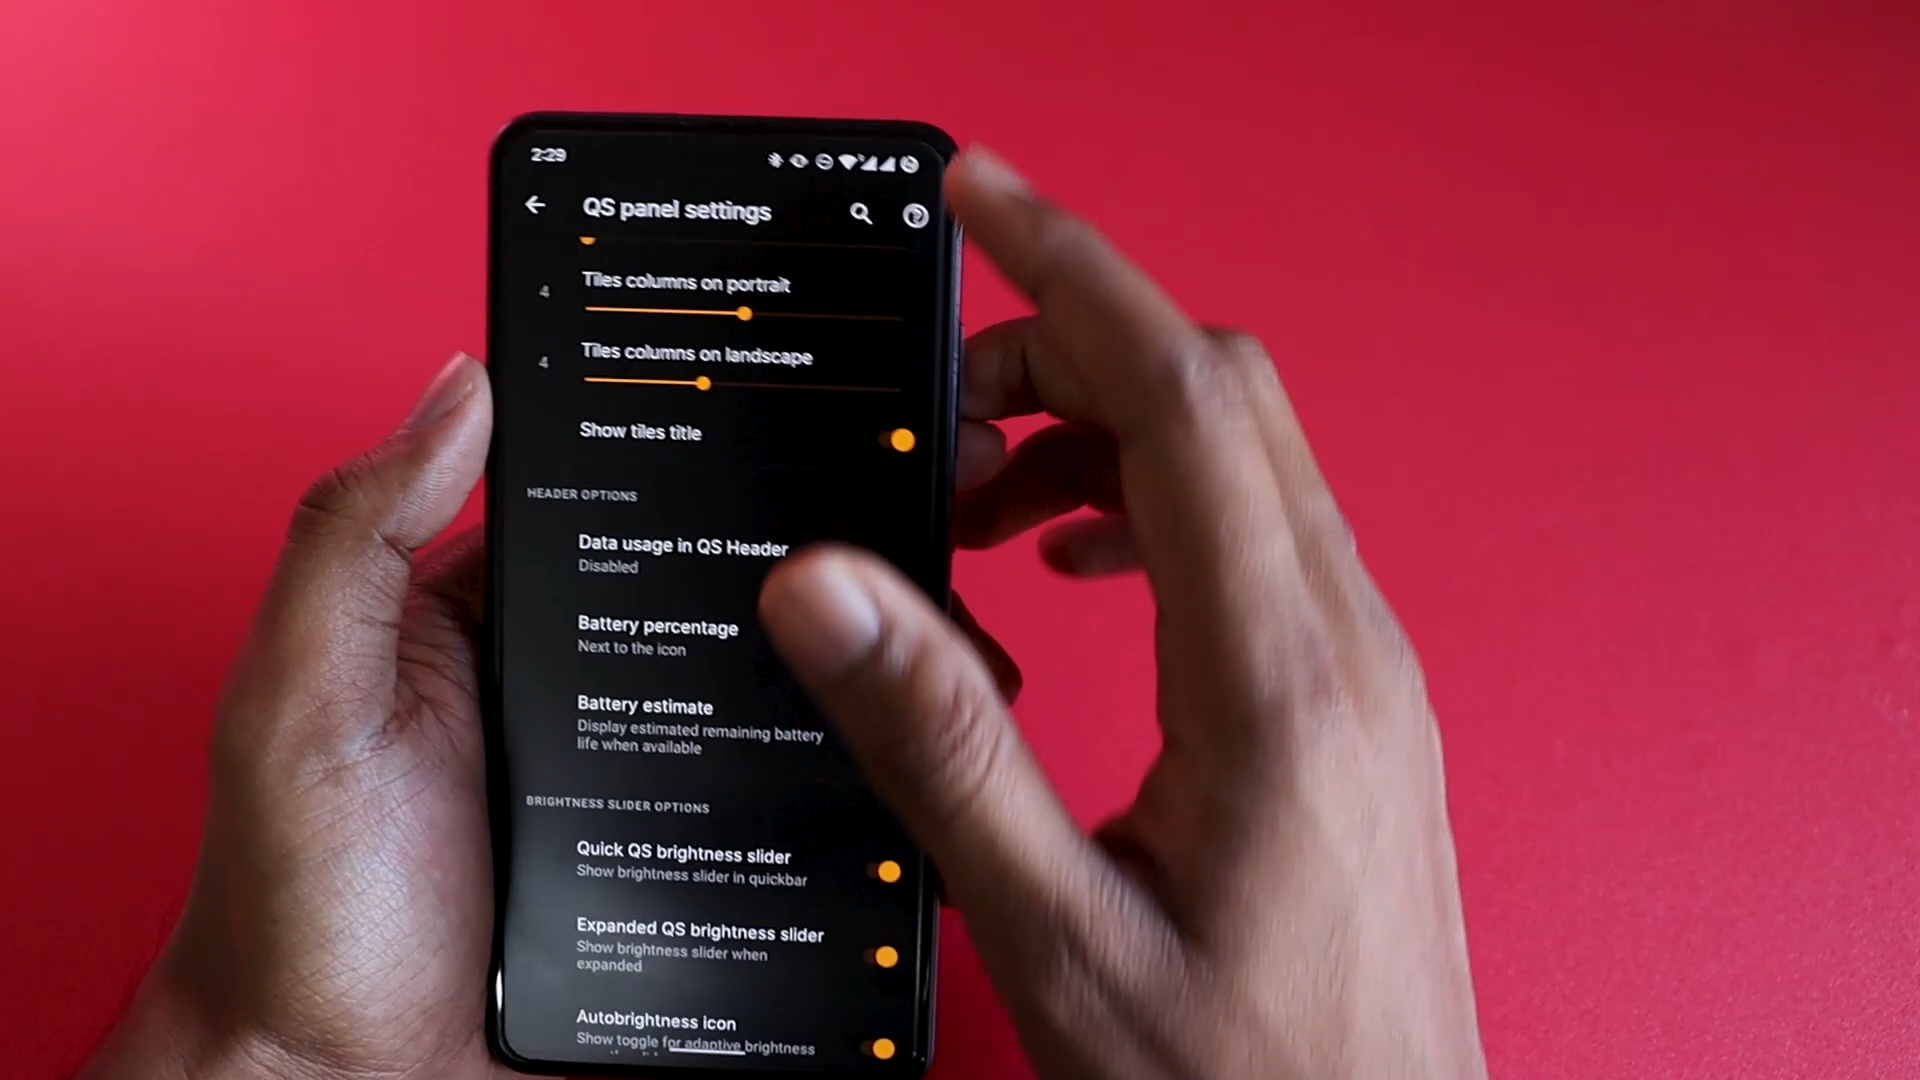 2:29
QS panel settings
4
Tiles columns on portrait
4
Tiles columns on landscape
Show tiles title
HEADER OPTIONS
Data usage in QS Header
Disabled
Battery percentage
Next to the icon
Battery estimate
Display estimated remaining battery
life when available
BRIGHTNESS SLIDER OPTIONS
Quick QS brightness slider
Show brightness slider in quickbar
Expanded QS brightness slider
Show brightness slider when
expanded
Autobrightness icon
Show toggle for adaptive brightness